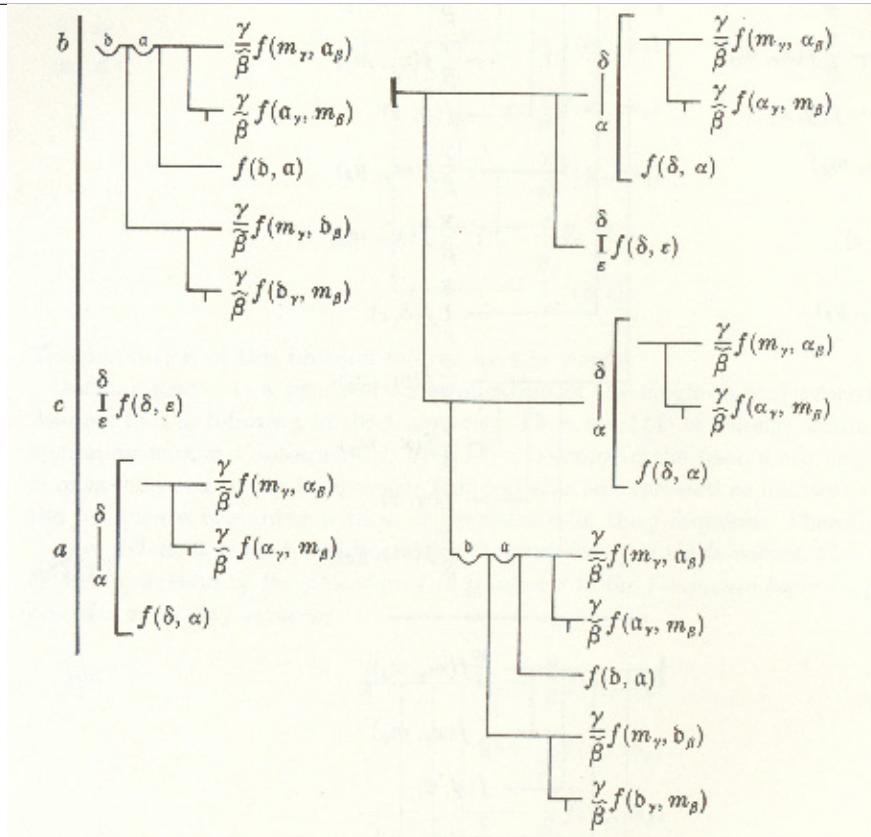 b 𝔡 𝔞 γ/β̃ f(m_γ, 𝔞_β)
γ/β̃ f(𝔞_γ, m_β)
f(𝔡, 𝔞)
γ/β̃ f(m_γ, 𝔡_β)
γ/β̃ f(𝔡_γ, m_β)
c δ I ε f(δ, ε)
a δ | α
γ/β̃ f(m_γ, α_β)
γ/β̃ f(α_γ, m_β)
f(δ, α)
δ | α
γ/β̃ f(m_γ, α_β)
γ/β̃ f(α_γ, m_β)
f(δ, α)
δ I ε f(δ, ε)
δ | α
γ/β̃ f(m_γ, α_β)
γ/β̃ f(α_γ, m_β)
f(δ, α)
𝔡 𝔞 γ/β̃ f(m_γ, 𝔞_β)
γ/β̃ f(𝔞_γ, m_β)
f(𝔡, 𝔞)
γ/β̃ f(m_γ, 𝔡_β)
γ/β̃ f(𝔡_γ, m_β)